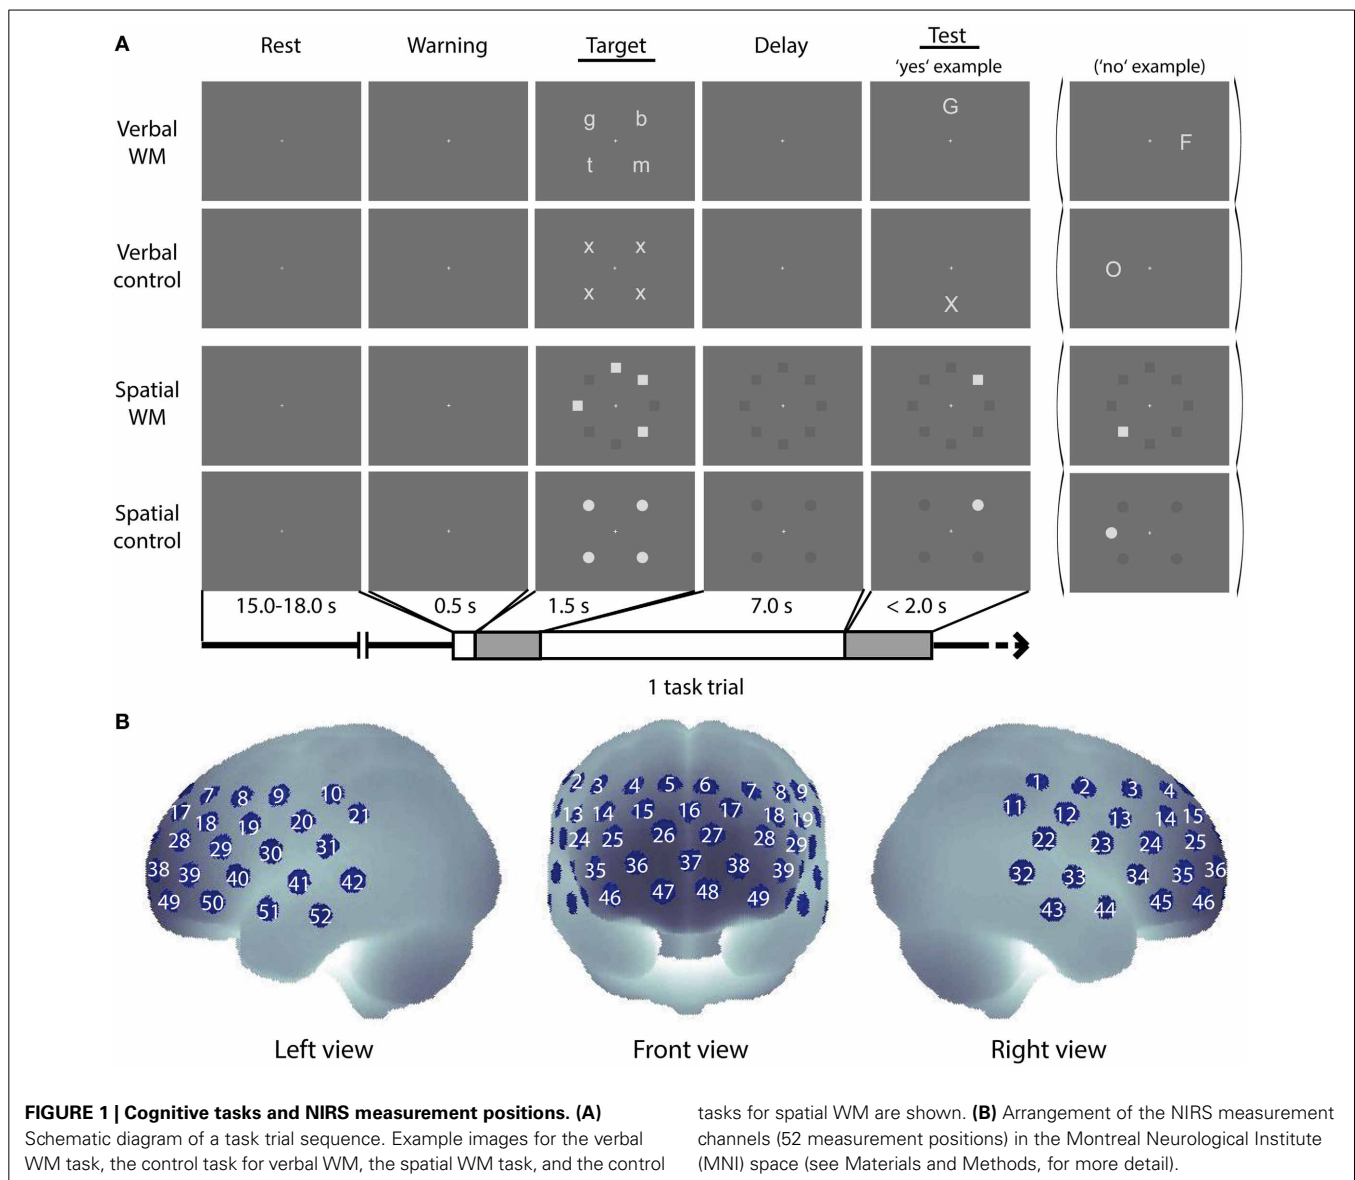 A
Rest Warning Target Delay Test
'yes' example ('no' example)
Verbal
WM
g b
t m
G
F
Verbal
control
x x
x x
X
O
Spatial
WM
Spatial
control
15.0-18.0 s 0.5 s 1.5 s 7.0 s < 2.0 s
1 task trial
B
7 8 9 10
17 18 19 20 21
28 29 30 31
38 39 40 41 42
49 50 51 52
2 3 4 5 6 7 8 9
13 14 15 16 17 18 19
24 25 26 27 28 29
35 36 37 38 39
46 47 48 49
1 2 3 4
11 12 13 14 15
22 23 24 25
32 33 34 35 36
43 44 45 46
Left view Front view Right view
FIGURE 1 | Cognitive tasks and NIRS measurement positions. (A)
Schematic diagram of a task trial sequence. Example images for the verbal
WM task, the control task for verbal WM, the spatial WM task, and the control
tasks for spatial WM are shown. (B) Arrangement of the NIRS measurement
channels (52 measurement positions) in the Montreal Neurological Institute
(MNI) space (see Materials and Methods, for more detail).